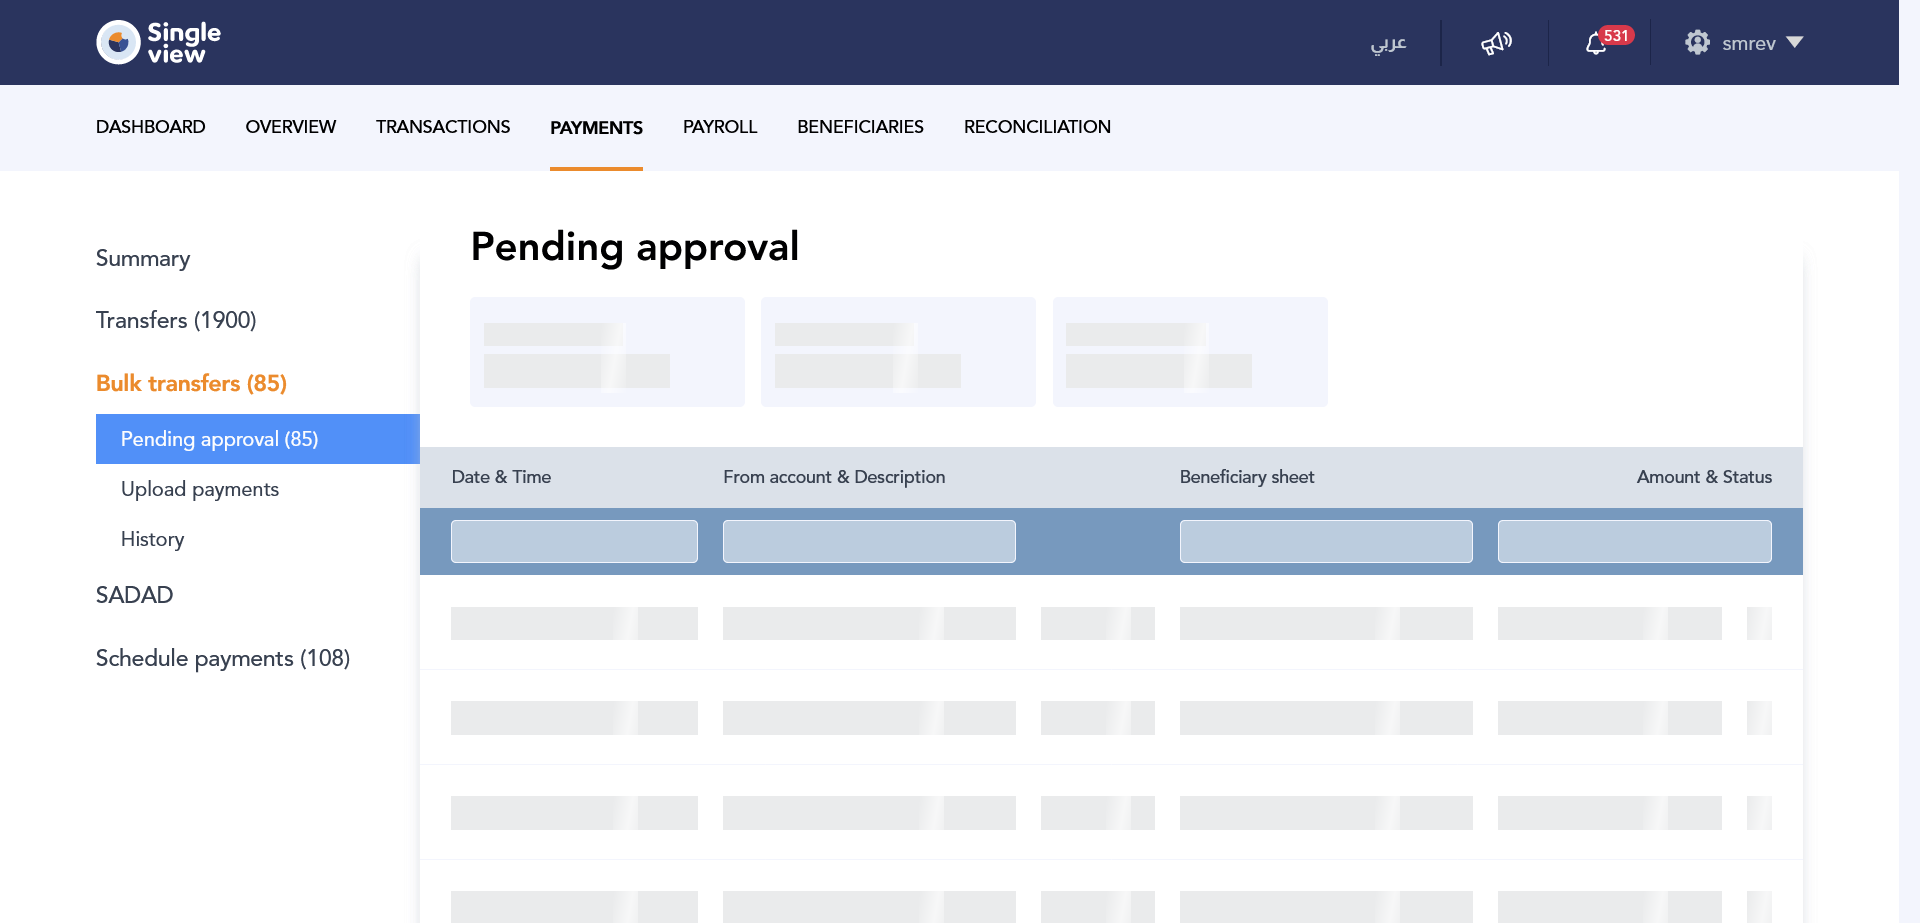 Single
view
عربي
531
smrev
DASHBOARD
OVERVIEW
TRANSACTIONS
PAYMENTS
PAYROLL
BENEFICIARIES
RECONCILIATION
Summary
Transfers (1900)
Bulk transfers (85)
Pending approval (85)
Upload payments
History
SADAD
Schedule payments (108)
Pending approval
Date & Time
From account & Description
Beneficiary sheet
Amount & Status